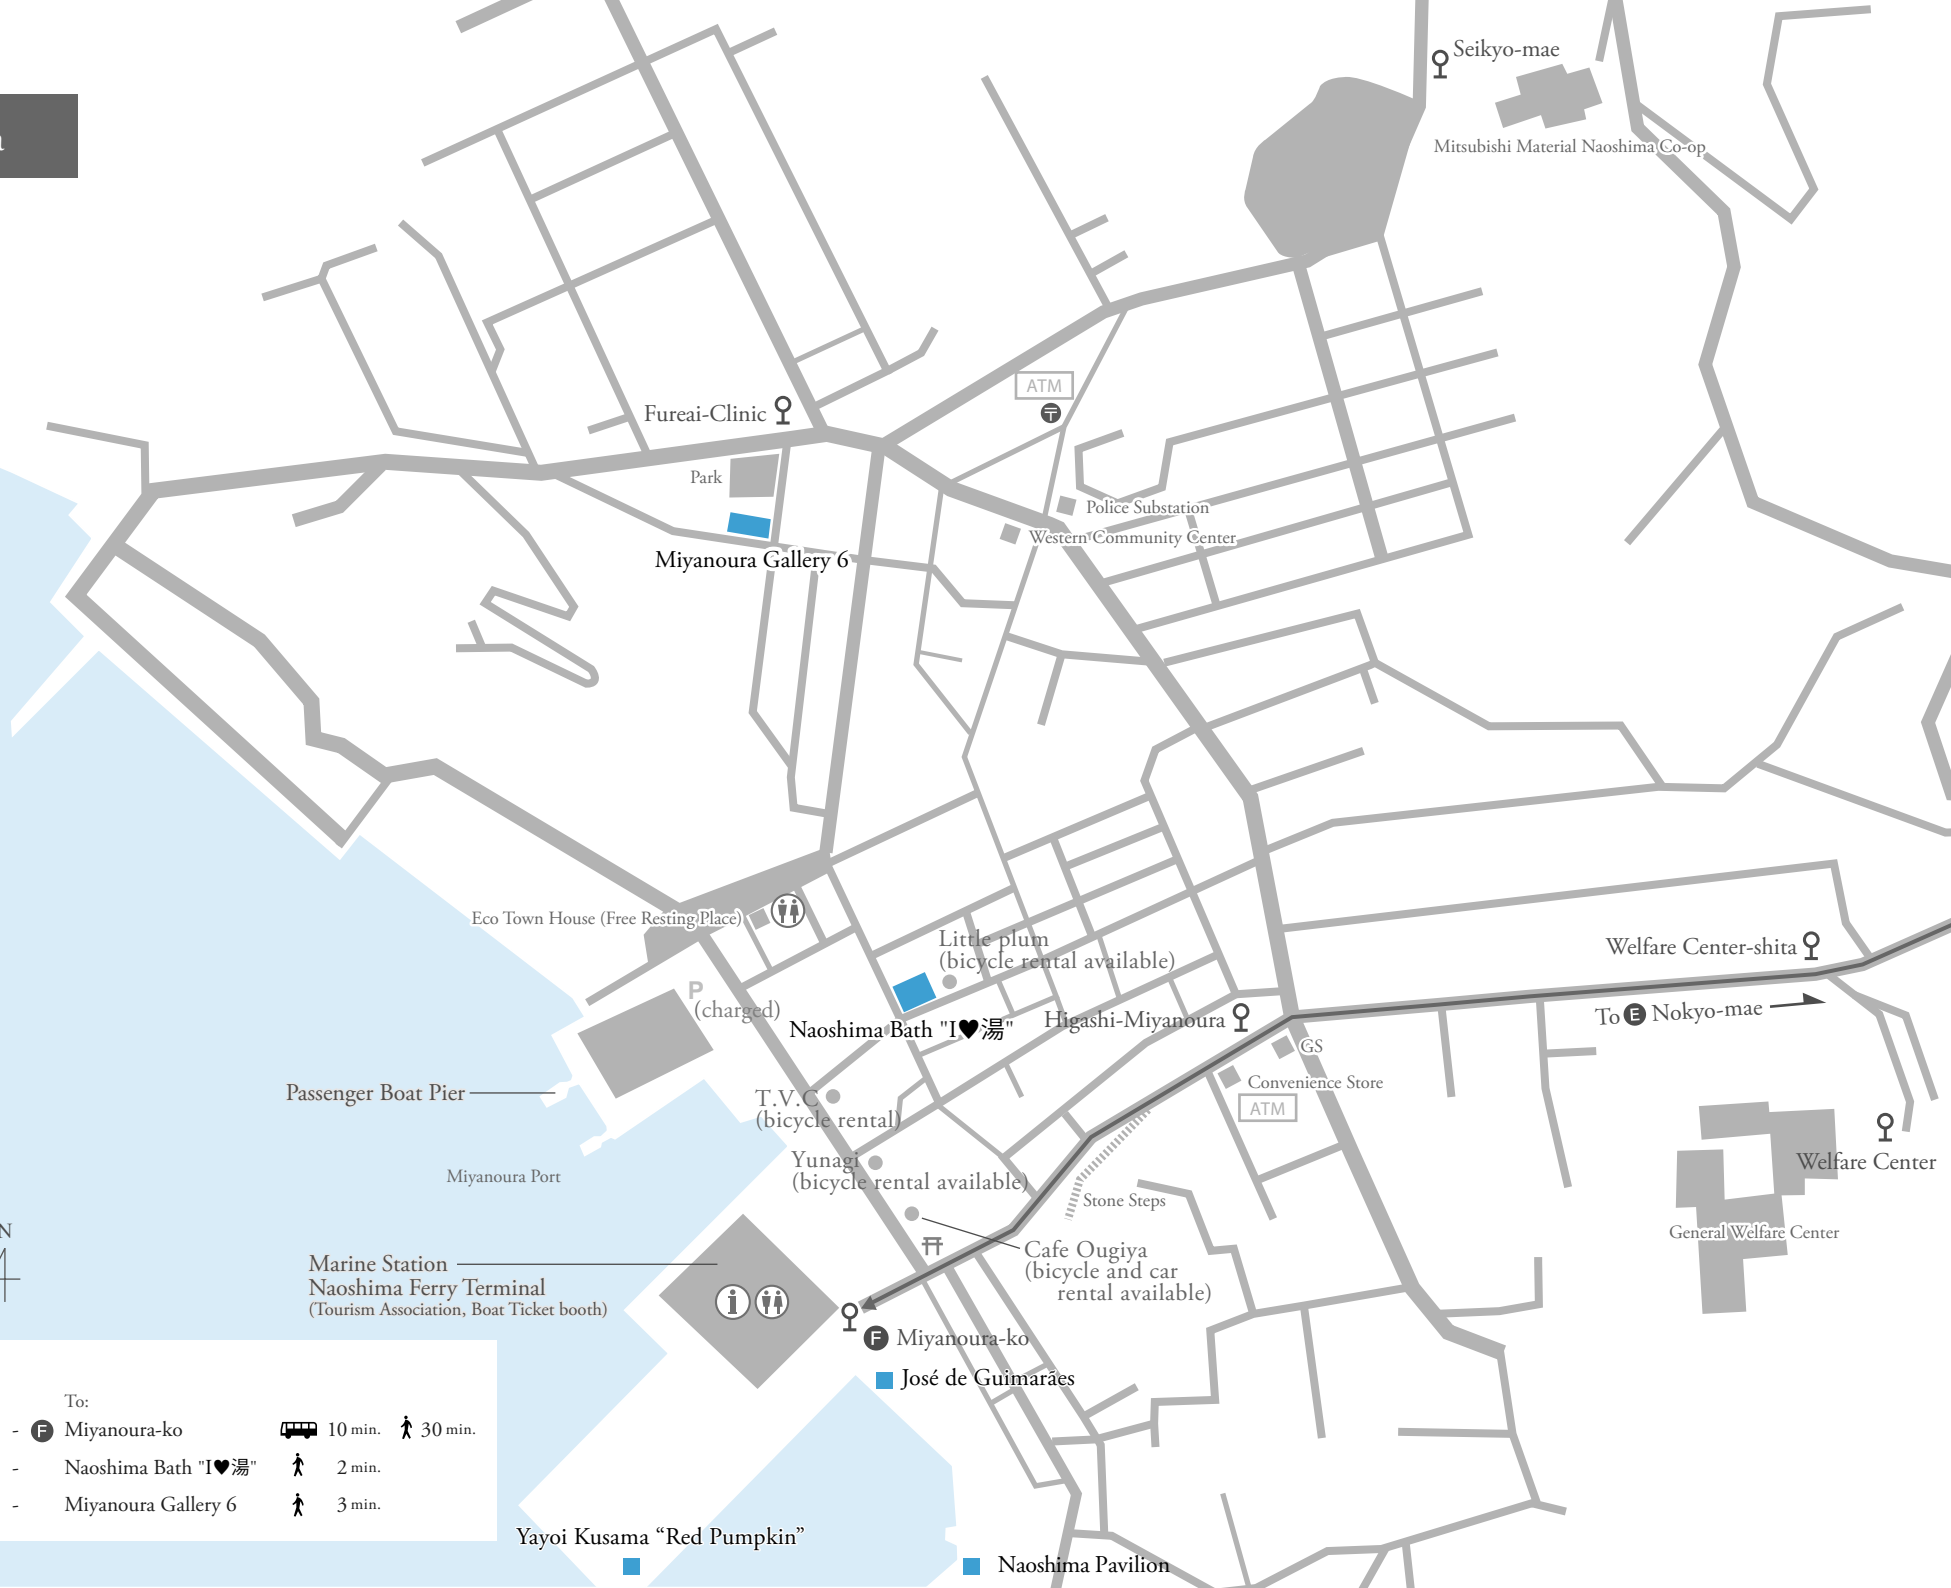 Seikyo-mae
Mitsubishi Material Naoshima Co-op
ATM
〒
Fureai-Clinic
Park
Police Substation
Western Community Center
Miyanoura Gallery 6
Eco Town House (Free Resting Place)
Little plum
(bicycle rental available)
P
(charged)
Naoshima Bath "I♥湯"
Higashi-Miyanoura
Welfare Center-shita
To E Nokyo-mae
GS
Convenience Store
ATM
Passenger Boat Pier
T.V.C
(bicycle rental)
Miyanoura Port
Yunagi
(bicycle rental available)
Stone Steps
Welfare Center
General Welfare Center
N
Marine Station
Naoshima Ferry Terminal
(Tourism Association, Boat Ticket booth)
i
Cafe Ougiya
(bicycle and car
rental available)
F Miyanoura-ko
José de Guimarães
To:
- F Miyanoura-ko 10 min. 30 min.
- Naoshima Bath "I♥湯" 2 min.
- Miyanoura Gallery 6 3 min.
Yayoi Kusama “Red Pumpkin”
Naoshima Pavilion